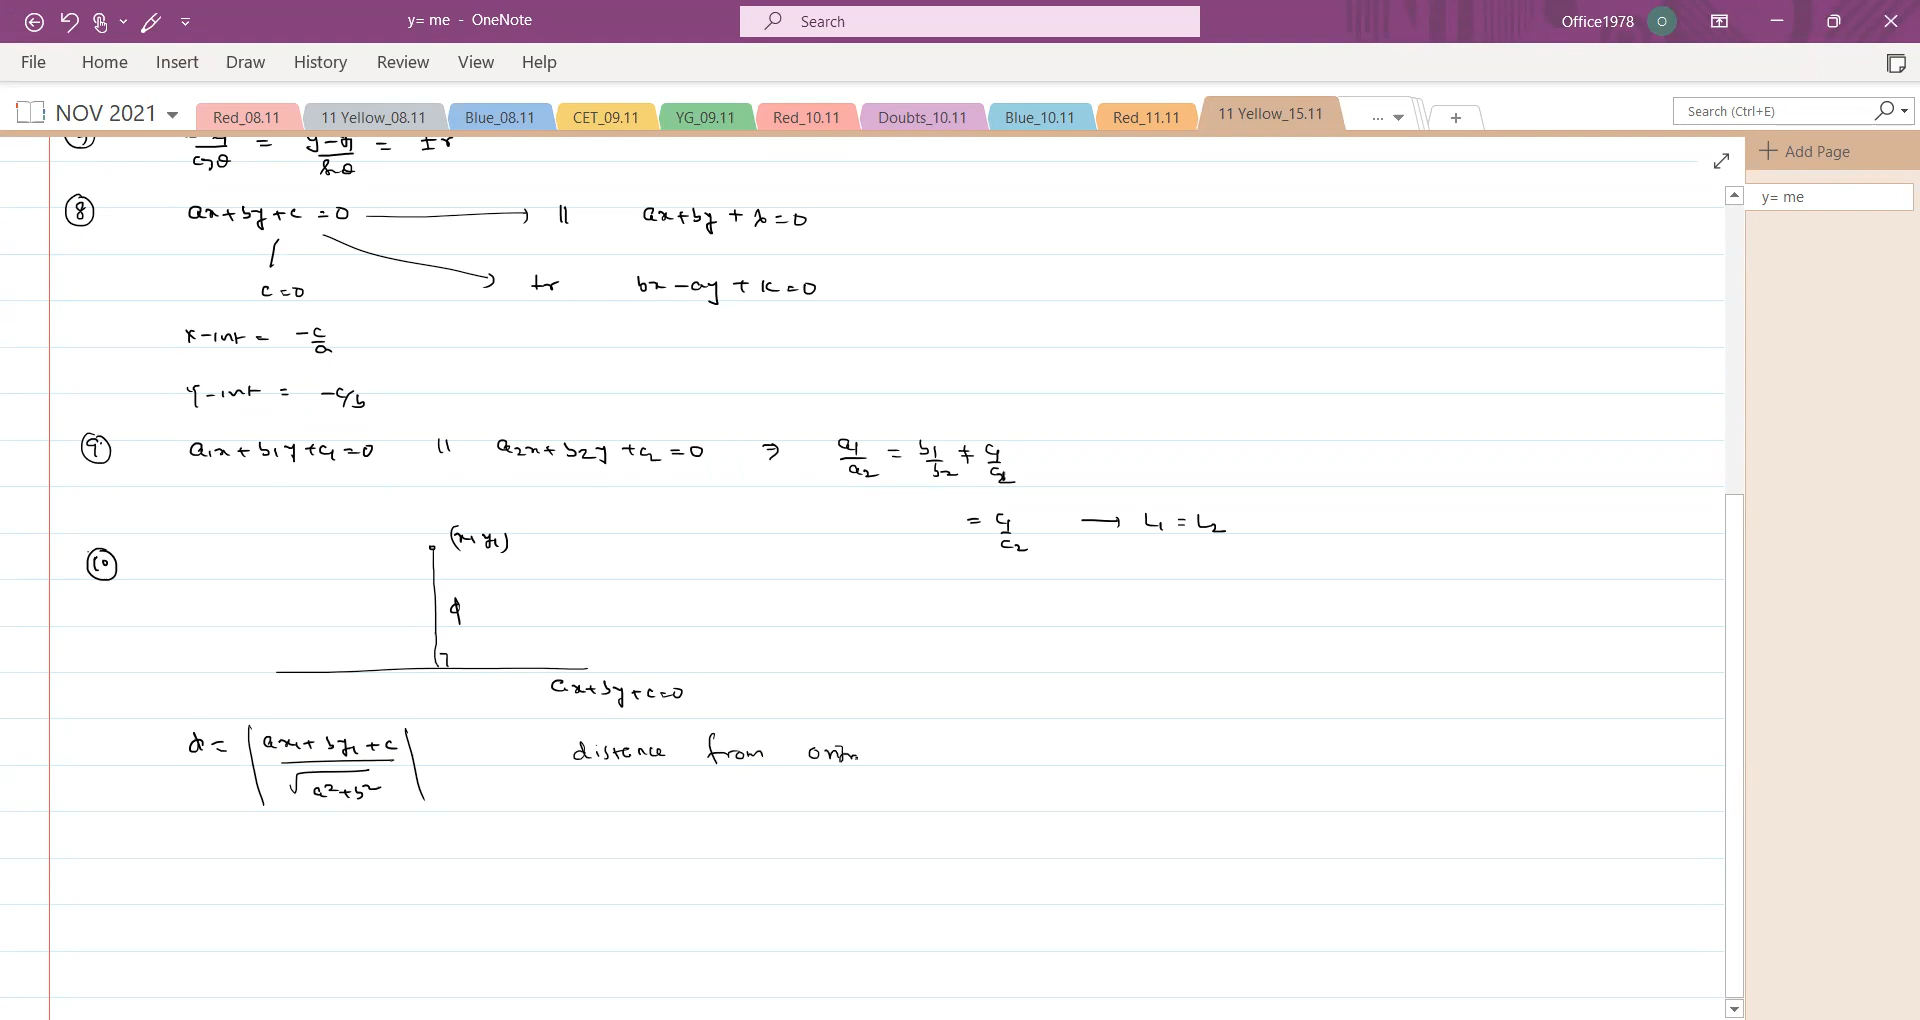 y= me - OneNote
Search
Office1978
O
File Home Insert Draw History Review View Help
NOV 2021
Red_08.11 11 Yellow_08.11 Blue_08.11 CET_09.11 YG_09.11 Red_10.11 Doubts_10.11 Blue_10.11 Red_11.11 11 Yellow_15.11 ... +
Search (Ctrl+E)
Add Page
y= me
= = ±r
⑧ ax+by+c=0 ⟶ || ax+by+λ=0
c=0
⟶ ⊥r bx-ay+k=0
x-int = -c/a
y-int = -c/b
⑨ a₁x+b₁y+c₁=0 || a₂x+b₂y+c₂=0 ⇒ a₁/a₂ = b₁/b₂ ≠ c₁/c₂
= c₁/c₂ ⟶ L₁ = L₂
⑩ (x₁ y₁)
ax+by+c=0
= |(ax₁+by₁+c)/√(a²+b²)| distance from